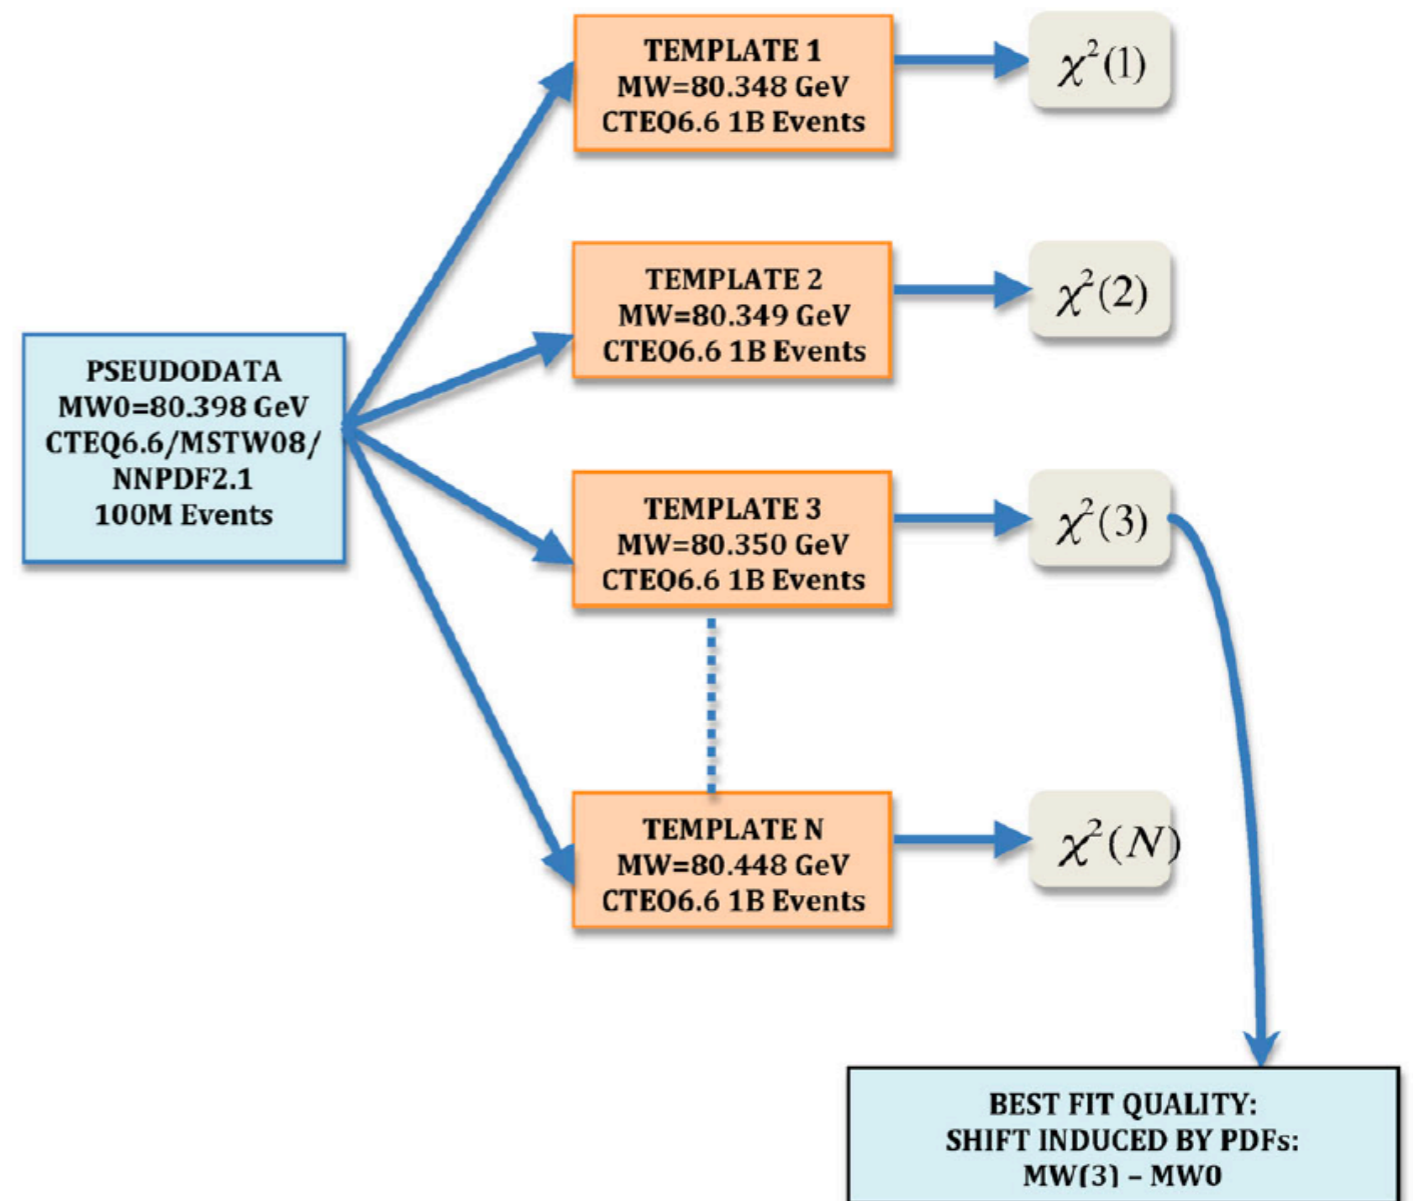 TEMPLATE 1
MW=80.348 GeV
CTEQ6.6 1B Events
χ²(1)
TEMPLATE 2
MW=80.349 GeV
CTEQ6.6 1B Events
χ²(2)
PSEUDODATA
MW0=80.398 GeV
CTEQ6.6/MSTW08/
NNPDF2.1
100M Events
TEMPLATE 3
MW=80.350 GeV
CTEQ6.6 1B Events
χ²(3)
TEMPLATE N
MW=80.448 GeV
CTEQ6.6 1B Events
χ²(N)
BEST FIT QUALITY:
SHIFT INDUCED BY PDFs:
MW(3) – MW0